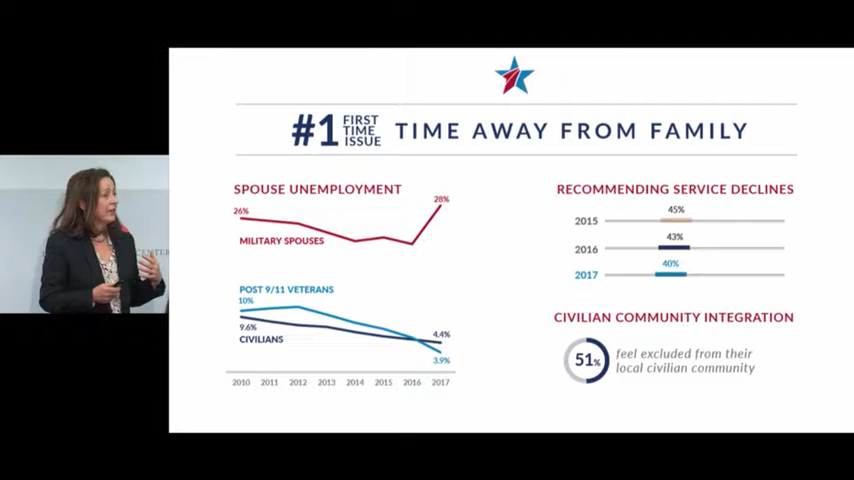 #1 FIRST
TIME
ISSUE
TIME AWAY FROM FAMILY
SPOUSE UNEMPLOYMENT
26%
28%
MILITARY SPOUSES
POST 9/11 VETERANS
10%
9.6%
CIVILIANS
4.4%
3.9%
2010 2011 2012 2013 2014 2015 2016 2017
RECOMMENDING SERVICE DECLINES
45%
2015
43%
2016
40%
2017
CIVILIAN COMMUNITY INTEGRATION
51%
feel excluded from their
local civilian community